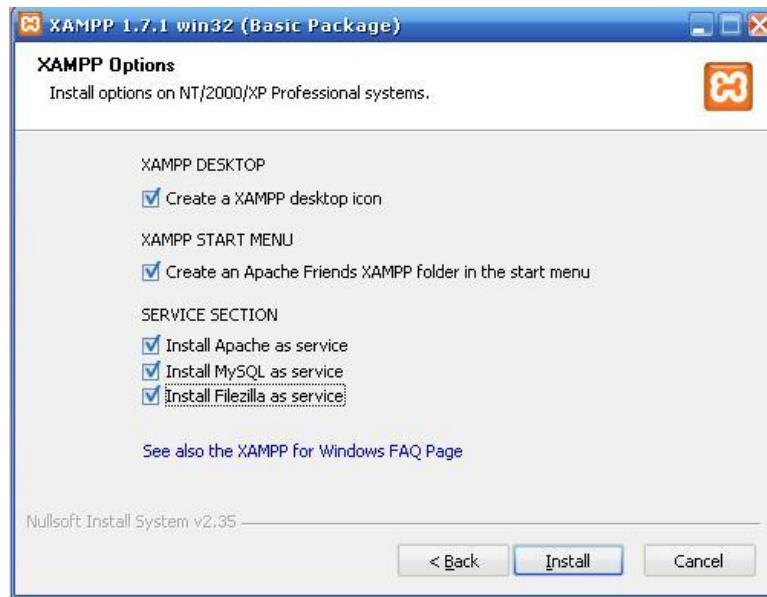 XAMPP 1.7.1 win32 (Basic Package)
XAMPP Options
Install options on NT/2000/XP Professional systems.
XAMPP DESKTOP
Create a XAMPP desktop icon
XAMPP START MENU
Create an Apache Friends XAMPP folder in the start menu
SERVICE SECTION
Install Apache as service
Install MySQL as service
Install Filezilla as service
See also the XAMPP for Windows FAQ Page
Nullsoft Install System v2.35
< Back Install Cancel